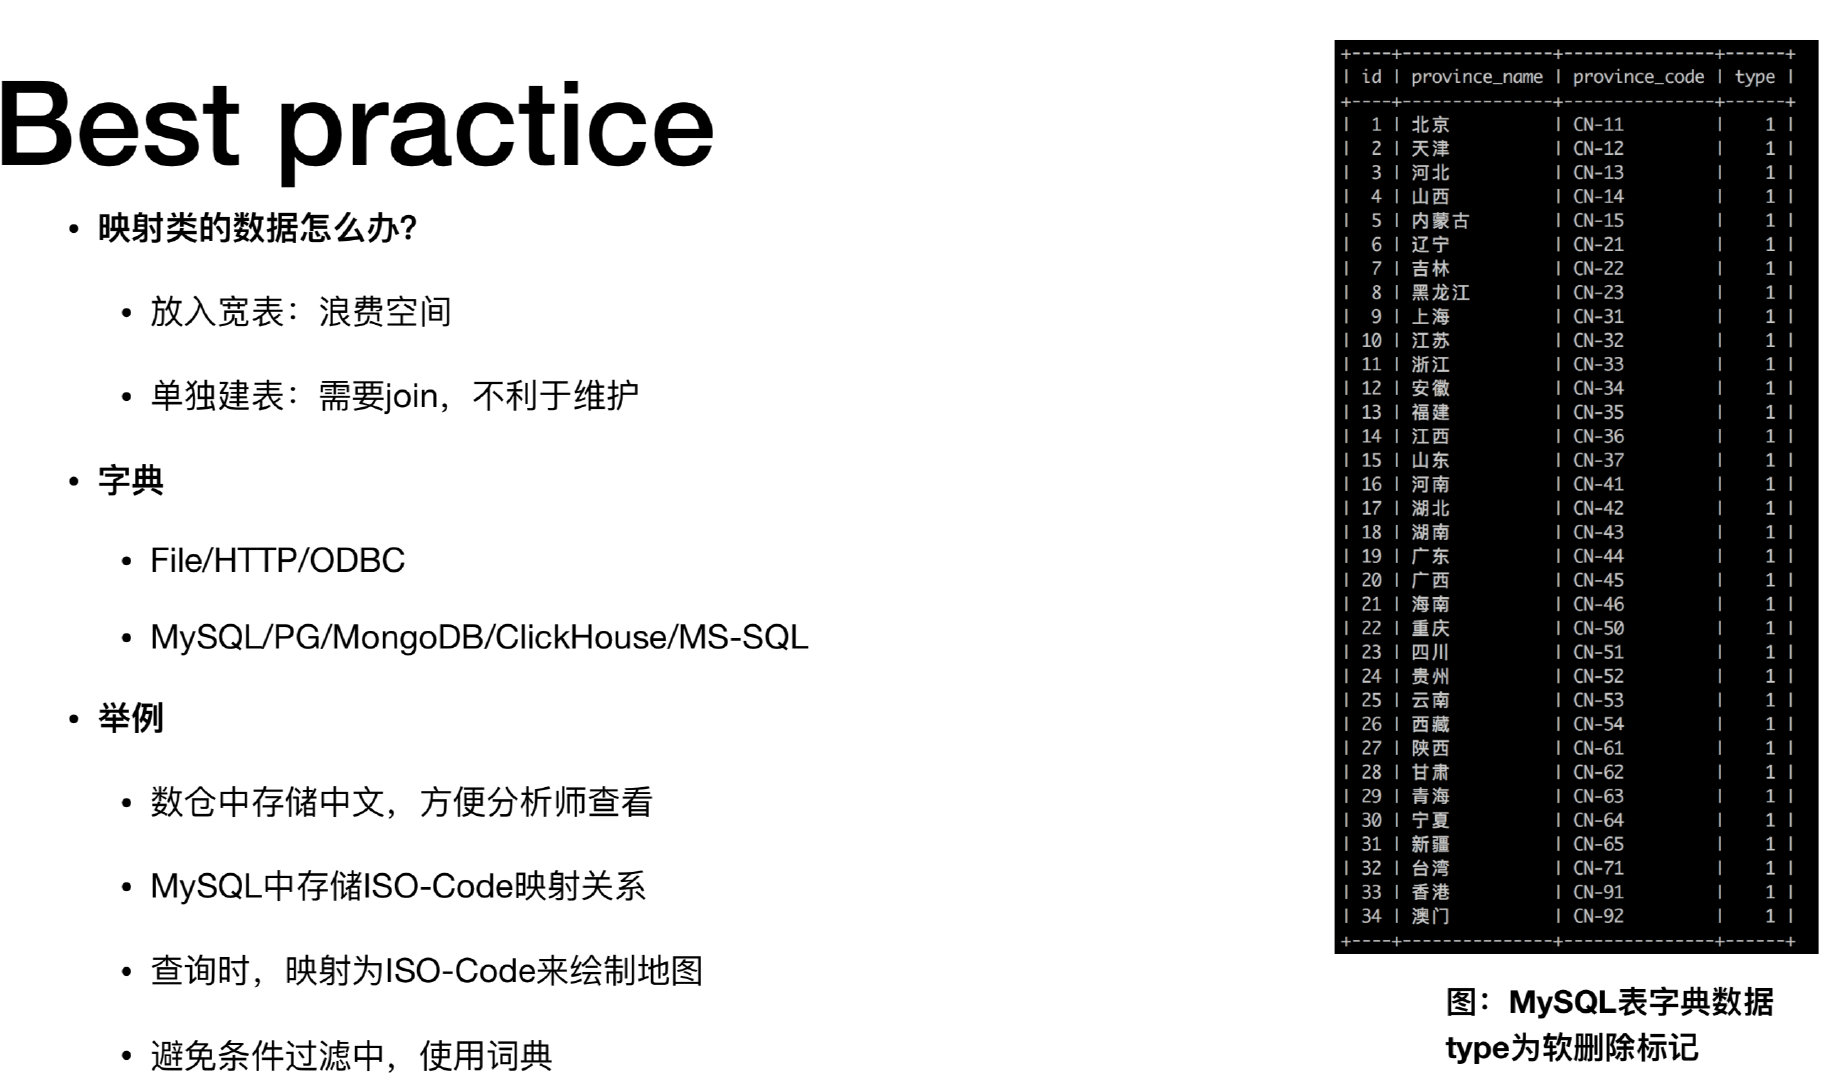 Best practice
• 映射类的数据怎么办?
• 放入宽表：浪费空间
• 单独建表：需要join，不利于维护
• 字典
• File/HTTP/ODBC
• MySQL/PG/MongoDB/ClickHouse/MS-SQL
• 举例
• 数仓中存储中文，方便分析师查看
• MySQL中存储ISO-Code映射关系
• 查询时，映射为ISO-Code来绘制地图
• 避免条件过滤中，使用词典
+----+---------------+---------------+------+
| id | province_name | province_code | type |
+----+---------------+---------------+------+
| 1 | 北京 | CN-11 | 1 |
| 2 | 天津 | CN-12 | 1 |
| 3 | 河北 | CN-13 | 1 |
| 4 | 山西 | CN-14 | 1 |
| 5 | 内蒙古 | CN-15 | 1 |
| 6 | 辽宁 | CN-21 | 1 |
| 7 | 吉林 | CN-22 | 1 |
| 8 | 黑龙江 | CN-23 | 1 |
| 9 | 上海 | CN-31 | 1 |
| 10 | 江苏 | CN-32 | 1 |
| 11 | 浙江 | CN-33 | 1 |
| 12 | 安徽 | CN-34 | 1 |
| 13 | 福建 | CN-35 | 1 |
| 14 | 江西 | CN-36 | 1 |
| 15 | 山东 | CN-37 | 1 |
| 16 | 河南 | CN-41 | 1 |
| 17 | 湖北 | CN-42 | 1 |
| 18 | 湖南 | CN-43 | 1 |
| 19 | 广东 | CN-44 | 1 |
| 20 | 广西 | CN-45 | 1 |
| 21 | 海南 | CN-46 | 1 |
| 22 | 重庆 | CN-50 | 1 |
| 23 | 四川 | CN-51 | 1 |
| 24 | 贵州 | CN-52 | 1 |
| 25 | 云南 | CN-53 | 1 |
| 26 | 西藏 | CN-54 | 1 |
| 27 | 陕西 | CN-61 | 1 |
| 28 | 甘肃 | CN-62 | 1 |
| 29 | 青海 | CN-63 | 1 |
| 30 | 宁夏 | CN-64 | 1 |
| 31 | 新疆 | CN-65 | 1 |
| 32 | 台湾 | CN-71 | 1 |
| 33 | 香港 | CN-91 | 1 |
| 34 | 澳门 | CN-92 | 1 |
+----+---------------+---------------+------+
图：MySQL表字典数据
type为软删除标记